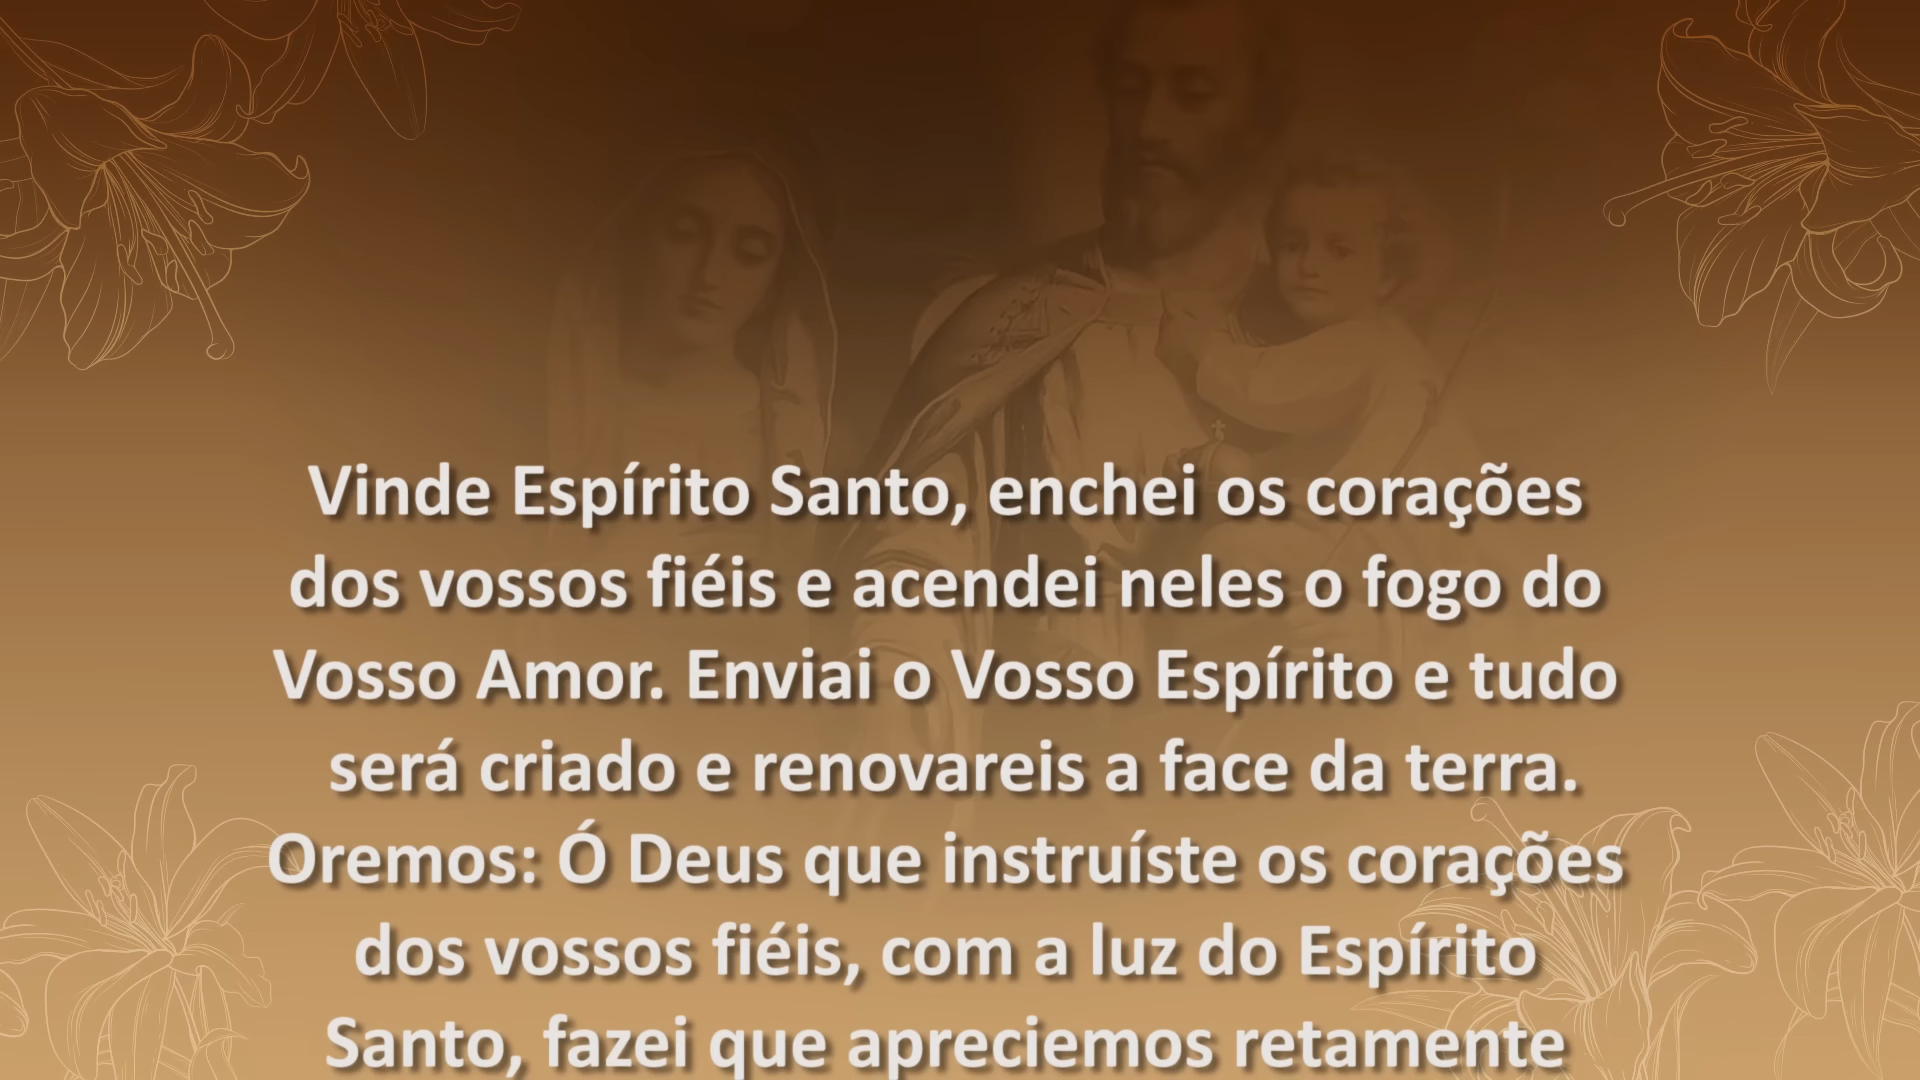 Vinde Espírito Santo, enchei os corações
dos vossos fiéis e acendei neles o fogo do
Vosso Amor. Enviai o Vosso Espírito e tudo
será criado e renovareis a face da terra.
Oremos: Ó Deus que instruíste os corações
dos vossos fiéis, com a luz do Espírito
Santo, fazei que apreciemos retamente